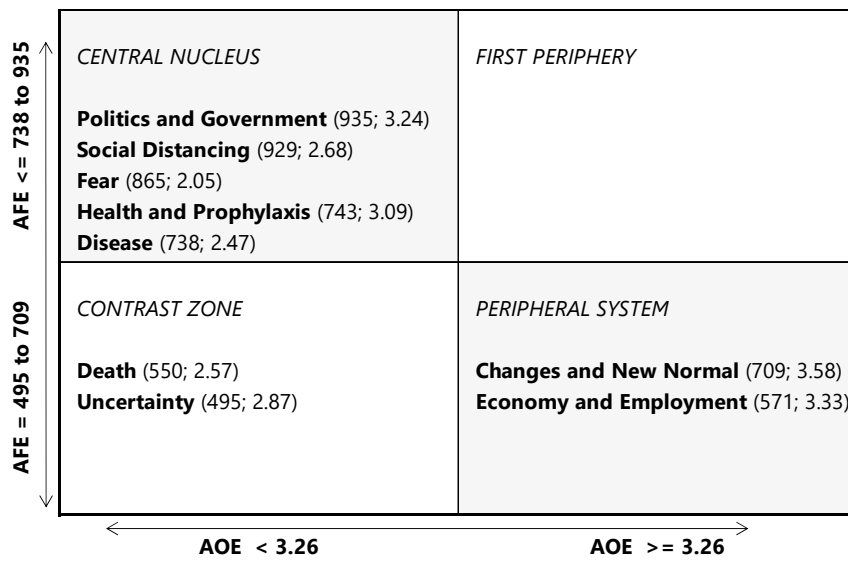 AFE <= 738 to 935
CENTRAL NUCLEUS
Politics and Government (935; 3.24)
Social Distancing (929; 2.68)
Fear (865; 2.05)
Health and Prophylaxis (743; 3.09)
Disease (738; 2.47)
FIRST PERIPHERY
AFE = 495 to 709
CONTRAST ZONE
Death (550; 2.57)
Uncertainty (495; 2.87)
PERIPHERAL SYSTEM
Changes and New Normal (709; 3.58)
Economy and Employment (571; 3.33)
AOE < 3.26
AOE >= 3.26